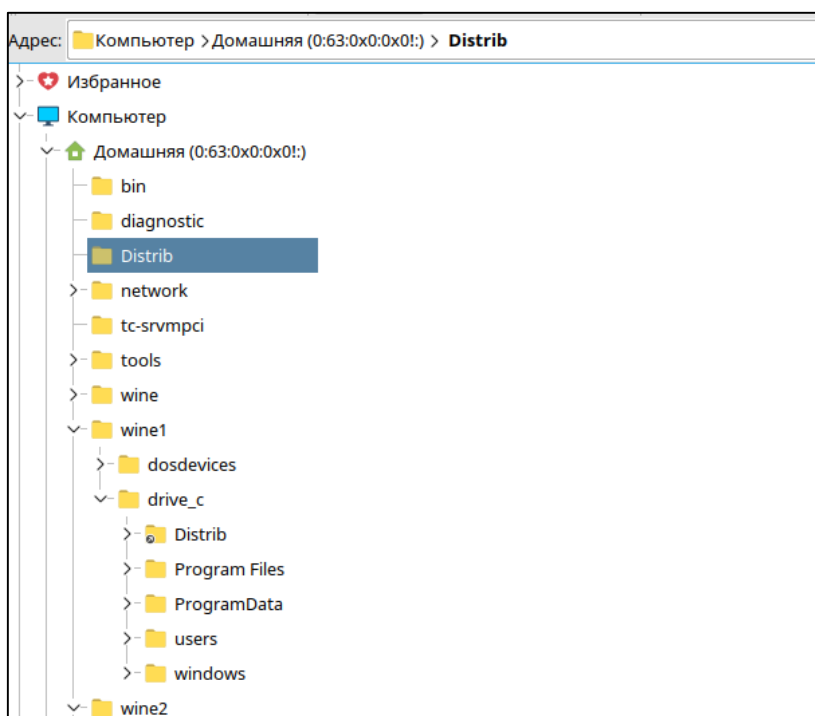 Адрес: Компьютер > Домашняя (0:63:0x0:0x0!:) > Distrib
Избранное
Компьютер
Домашняя (0:63:0x0:0x0!:)
bin
diagnostic
Distrib
network
tc-srvmpci
tools
wine
wine1
dosdevices
drive_c
Distrib
Program Files
ProgramData
users
windows
wine2